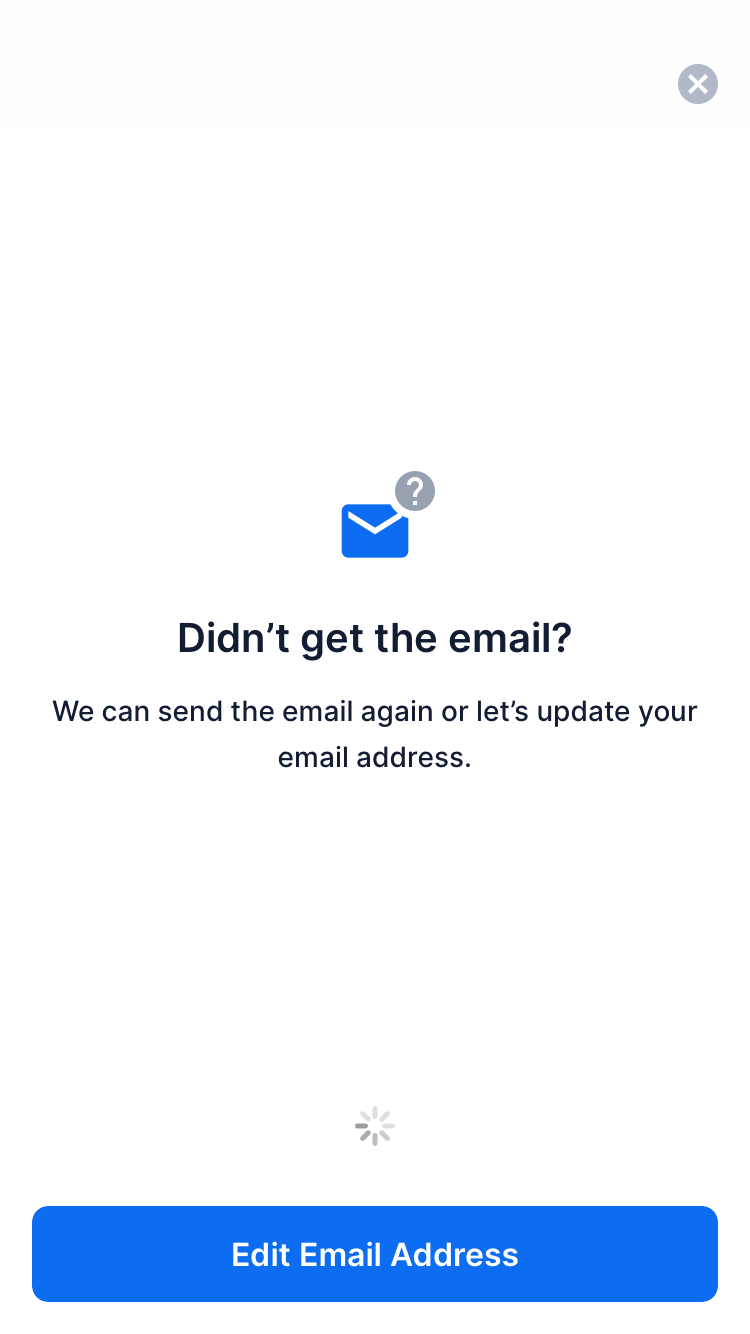 Didn’t get the email?
We can send the email again or let’s update your
email address.
Edit Email Address